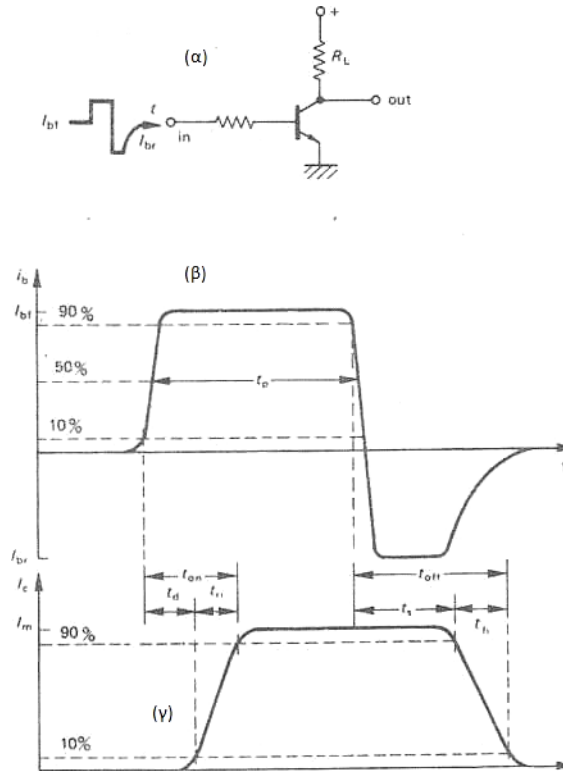 +
(α)
R_L
out
I_bf
t
I_br
in
(β)
i_b
I_bf
90%
50%
t_p
10%
I_br
I_c
t_on
t_off
t_d
t_ri
t_s
t_fi
I_m
90%
(γ)
10%